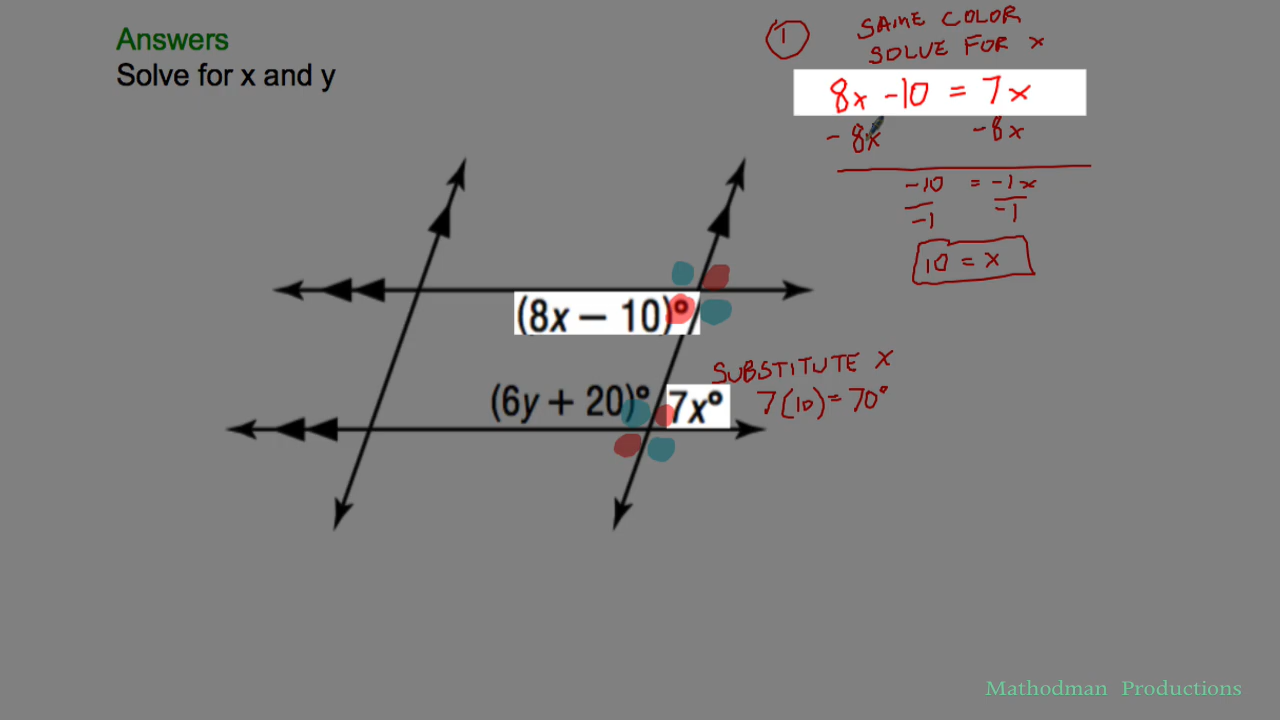 Answers
Solve for x and y
1
SAME COLOR
SOLVE FOR x
8x -10 = 7x
-8x -8x
-10 = -1x
-1 -1
10 = x
(8x − 10)°
SUBSTITUTE X
(6y + 20)° 7x° 7(10)=70°
Mathodman Productions